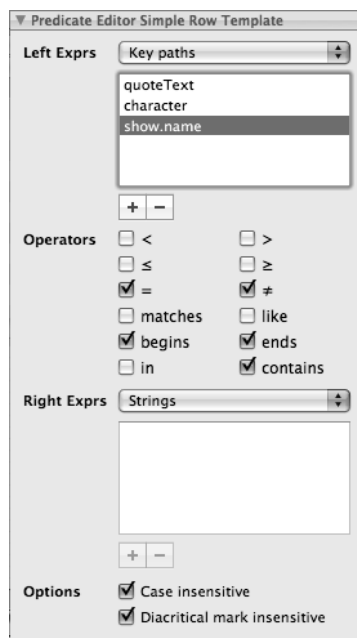 Predicate Editor Simple Row Template
Left Exprs Key paths
quoteText
character
show.name
+ −
Operators < >
≤ ≥
= ≠
matches like
begins ends
in contains
Right Exprs Strings
+ −
Options Case insensitive
Diacritical mark insensitive